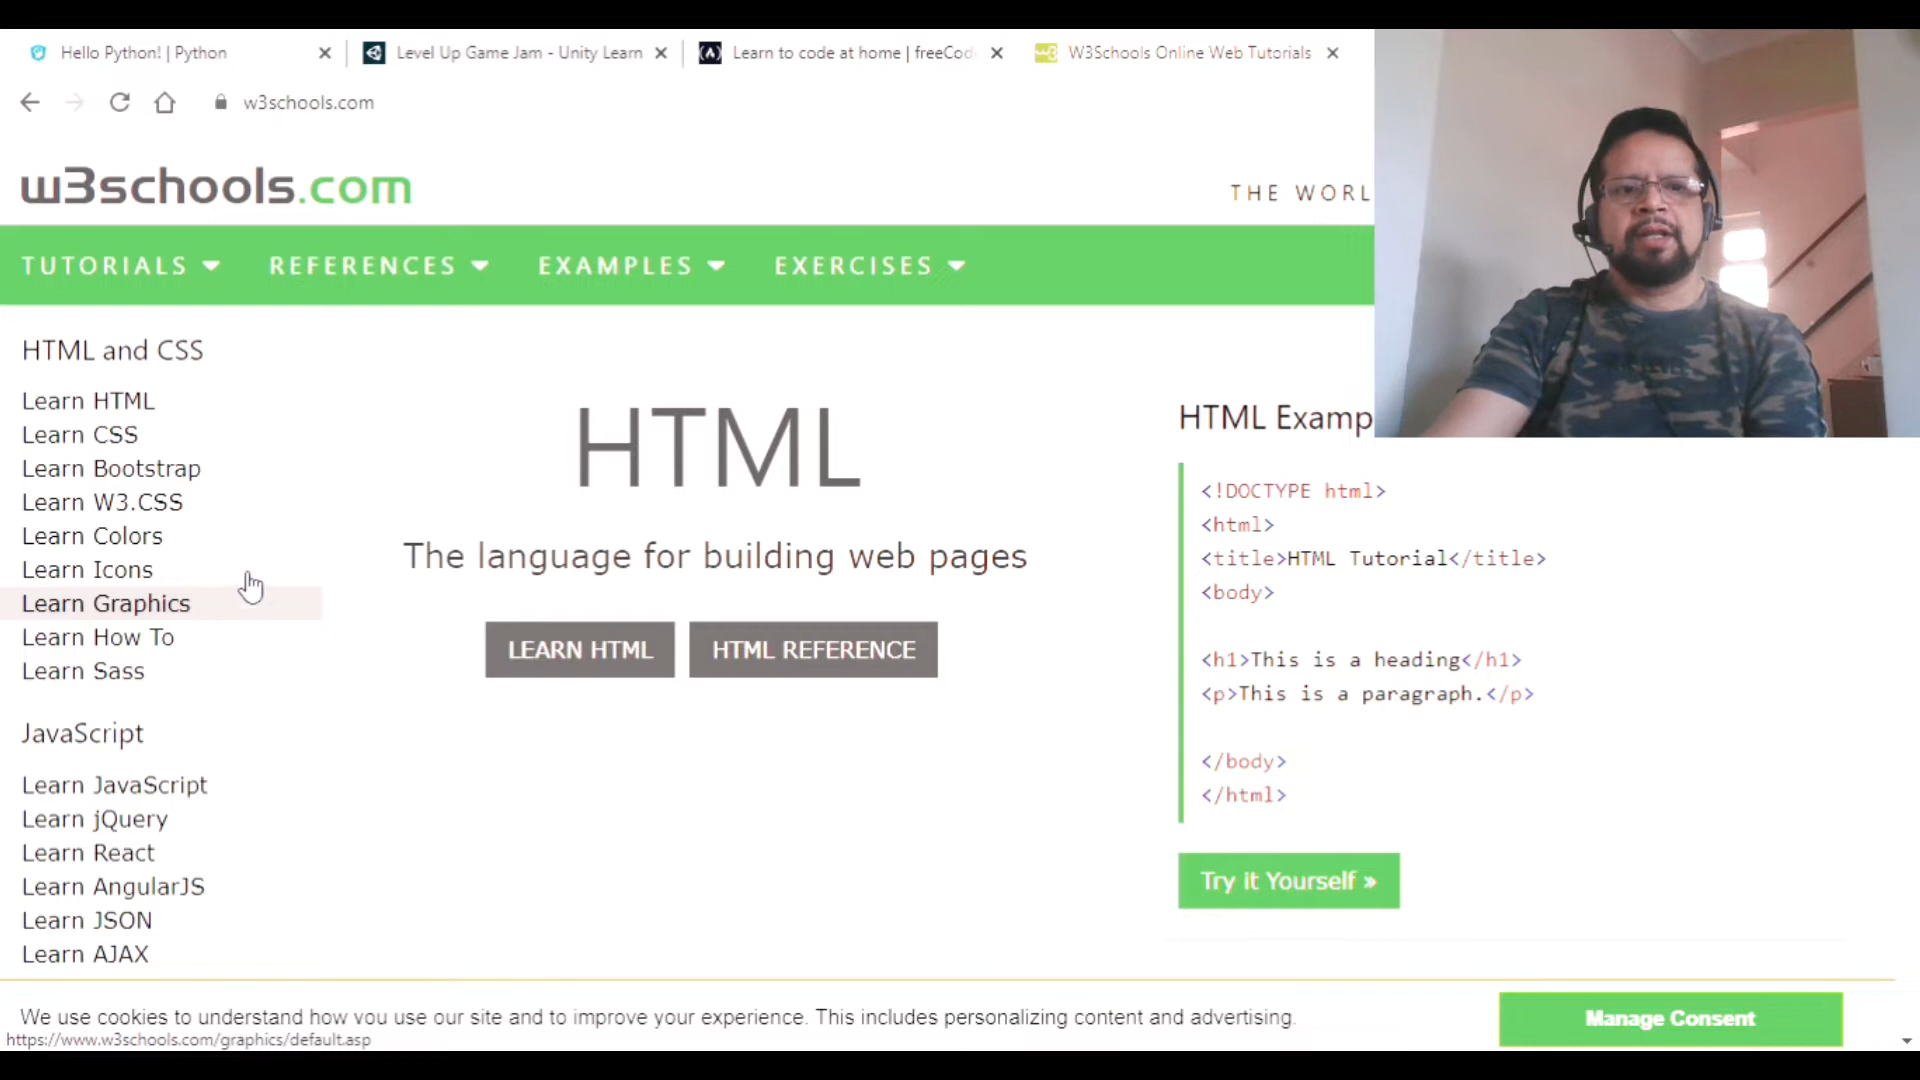 Hello Python! | Python
Level Up Game Jam - Unity Learn
Learn to code at home | freeCod
W3Schools Online Web Tutorials
w3schools.com
w3schools.com
THE WORL
TUTORIALS
REFERENCES
EXAMPLES
EXERCISES
HTML and CSS
Learn HTML
Learn CSS
Learn Bootstrap
Learn W3.CSS
Learn Colors
Learn Icons
Learn Graphics
Learn How To
Learn Sass
JavaScript
Learn JavaScript
Learn jQuery
Learn React
Learn AngularJS
Learn JSON
Learn AJAX
HTML
The language for building web pages
LEARN HTML
HTML REFERENCE
HTML Examp
<!DOCTYPE html>
<html>
<title>HTML Tutorial</title>
<body>
<h1>This is a heading</h1>
<p>This is a paragraph.</p>
</body>
</html>
Try it Yourself »
We use cookies to understand how you use our site and to improve your experience. This includes personalizing content and advertising.
Manage Consent
https://www.w3schools.com/graphics/default.asp